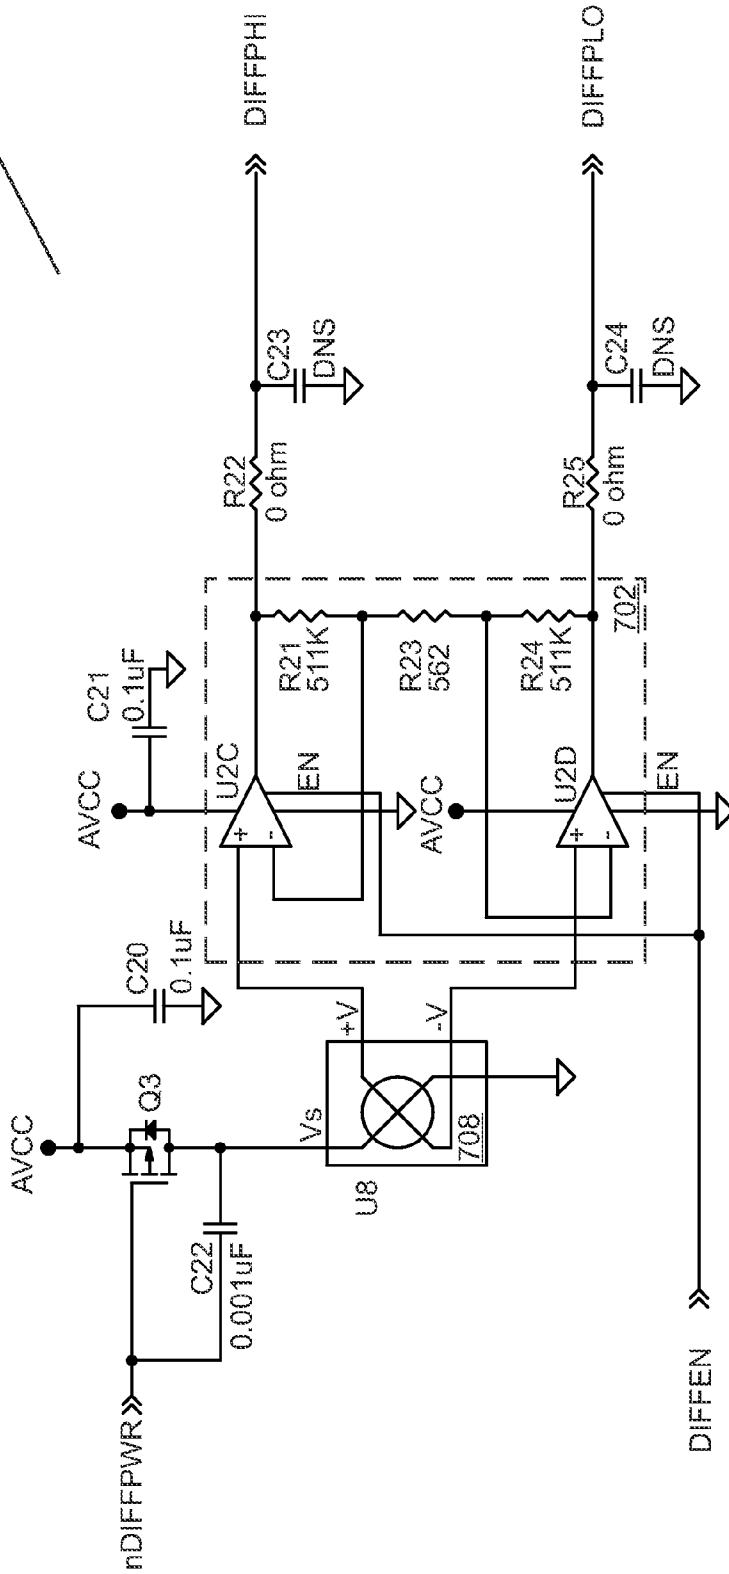 nDIFFPWR
AVCC
Q3
C20
0.1uF
C22
0.001uF
U8
Vs
708
+V
-V
AVCC
C21
0.1uF
U2C
+
-
EN
R21
511K
R23
562
R24
511K
AVCC
U2D
+
-
EN
702
R22
0 ohm
C23
DNS
DIFFPHI
R25
0 ohm
C24
DNS
DIFFPLO
DIFFEN